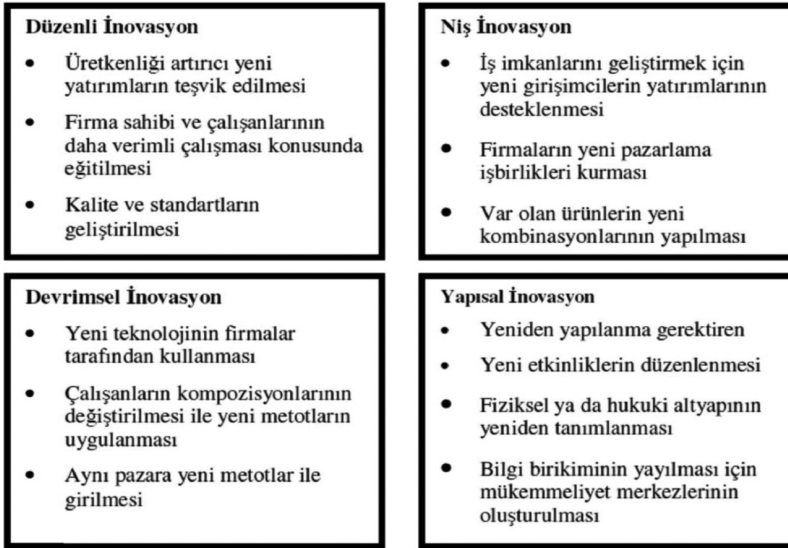 Düzenli İnovasyon
• Üretkenliği artırıcı yeni
yatırımların teşvik edilmesi
• Firma sahibi ve çalışanlarının
daha verimli çalışması konusunda
eğitilmesi
• Kalite ve standartların
geliştirilmesi
Niş İnovasyon
• İş imkanlarını geliştirmek için
yeni girişimcilerin yatırımlarının
desteklenmesi
• Firmaların yeni pazarlama
işbirlikleri kurması
• Var olan ürünlerin yeni
kombinasyonlarının yapılması
Devrimsel İnovasyon
• Yeni teknolojinin firmalar
tarafından kullanması
• Çalışanların kompozisyonlarının
değiştirilmesi ile yeni metotların
uygulanması
• Aynı pazara yeni metotlar ile
girilmesi
Yapısal İnovasyon
• Yeniden yapılanma gerektiren
• Yeni etkinliklerin düzenlenmesi
• Fiziksel ya da hukuki altyapının
yeniden tanımlanması
• Bilgi birikiminin yayılması için
mükemmeliyet merkezlerinin
oluşturulması